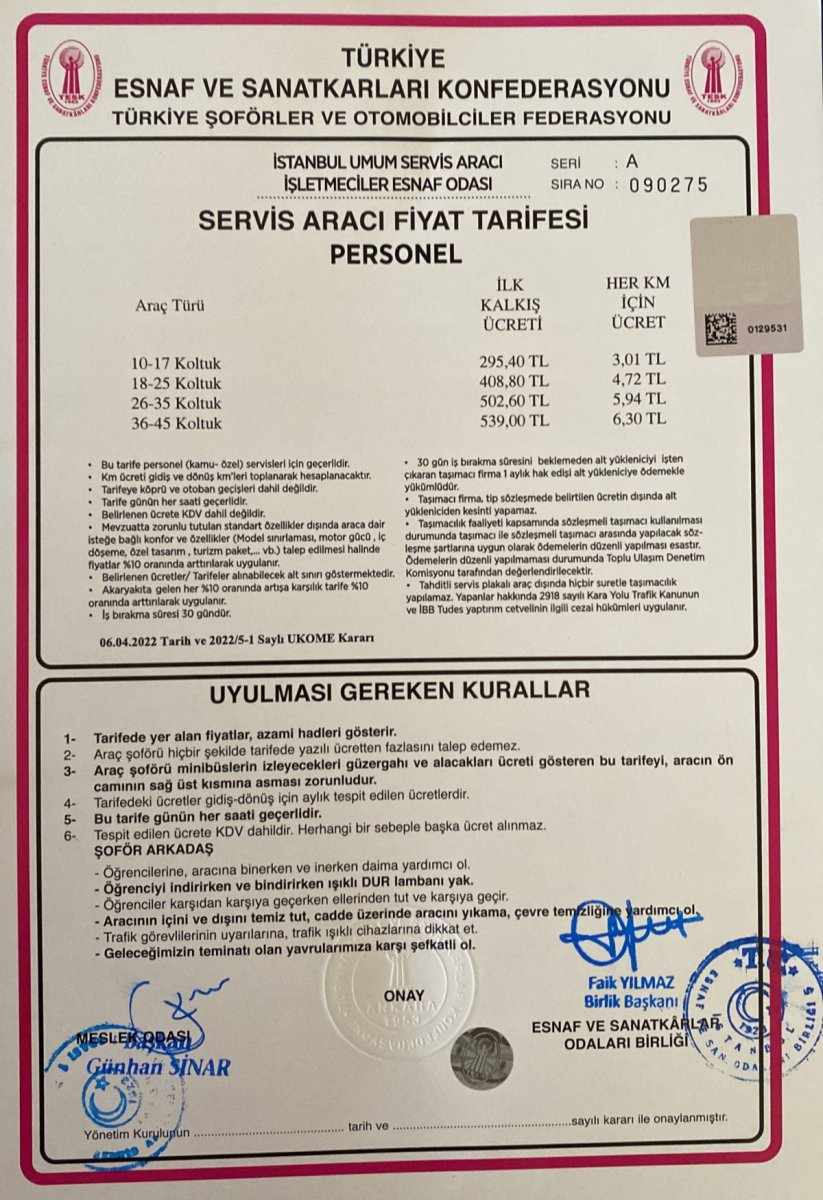 TÜRKİYE
ESNAF VE SANATKARLARI KONFEDERASYONU
TÜRKİYE ŞOFÖRLER VE OTOMOBİLCİLER FEDERASYONU
TESK
TESK
İSTANBUL UMUM SERVİS ARACI
İŞLETMECİLER ESNAF ODASI
SERİ : A
SIRA NO : 090275
SERVİS ARACI FİYAT TARİFESİ
PERSONEL
0129531
Araç Türü İLK KALKIŞ ÜCRETİ HER KM İÇİN ÜCRET
10-17 Koltuk 295,40 TL 3,01 TL
18-25 Koltuk 408,80 TL 4,72 TL
26-35 Koltuk 502,60 TL 5,94 TL
36-45 Koltuk 539,00 TL 6,30 TL
• Bu tarife personel (kamu- özel) servisleri için geçerlidir.
• Km ücreti gidiş ve dönüş km'leri toplanarak hesaplanacaktır.
• Tarifeye köprü ve otoban geçişleri dahil değildir.
• Tarife günün her saati geçerlidir.
• Belirlenen ücrete KDV dahil değildir.
• Mevzuatta zorunlu tutulan standart özellikler dışında araca dair
isteğe bağlı konfor ve özellikler (Model sınırlaması, motor gücü , iç
döşeme, özel tasarım , turizm paket,... vb.) talep edilmesi halinde
fiyatlar %10 oranında arttırılarak uygulanır.
• Belirlenen ücretler/ Tarifeler alınabilecek alt sınırı göstermektedir.
• Akaryakıta gelen her %10 oranında artışa karşılık tarife %10
oranında arttırılarak uygulanır.
• İş bırakma süresi 30 gündür.
• 30 gün iş bırakma süresini beklemeden alt yükleniciyi işten
çıkaran taşımacı firma 1 aylık hak edişi alt yükleniciye ödemekle
yükümlüdür.
• Taşımacı firma, tip sözleşmede belirtilen ücretin dışında alt
yükleniciden kesinti yapamaz.
• Taşımacılık faaliyeti kapsamında sözleşmeli taşımacı kullanılması
durumunda taşımacı ile sözleşmeli taşımacı arasında yapılacak söz-
leşme şartlarına uygun olarak ödemelerin düzenli yapılması esastır.
Ödemelerin düzenli yapılmaması durumunda Toplu Ulaşım Denetim
Komisyonu tarafından değerlendirilecektir.
• Tahditli servis plakalı araç dışında hiçbir suretle taşımacılık
yapılamaz. Yapanlar hakkında 2918 sayılı Kara Yolu Trafik Kanunun
ve İBB Tudes yaptırım cetvelinin ilgili cezai hükümleri uygulanır.
06.04.2022 Tarih ve 2022/5-1 Saylı UKOME Kararı
UYULMASI GEREKEN KURALLAR
1- Tarifede yer alan fiyatlar, azami hadleri gösterir.
2- Araç şoförü hiçbir şekilde tarifede yazılı ücretten fazlasını talep edemez.
3- Araç şoförü minibüslerin izleyecekleri güzergahı ve alacakları ücreti gösteren bu tarifeyi, aracın ön
camının sağ üst kısmına asması zorunludur.
4- Tarifedeki ücretler gidiş-dönüş için aylık tespit edilen ücretlerdir.
5- Bu tarife günün her saati geçerlidir.
6- Tespit edilen ücrete KDV dahildir. Herhangi bir sebeple başka ücret alınmaz.
ŞOFÖR ARKADAŞ
- Öğrencilerine, aracına binerken ve inerken daima yardımcı ol.
- Öğrenciyi indirirken ve bindirirken ışıklı DUR lambanı yak.
- Öğrenciler karşıdan karşıya geçerken ellerinden tut ve karşıya geçir.
- Aracının içini ve dışını temiz tut, cadde üzerinde aracını yıkama, çevre temizliğine yardımcı ol.
- Trafik görevlilerinin uyarılarına, trafik ışıklı cihazlarına dikkat et.
- Geleceğimizin teminatı olan yavrularımıza karşı şefkatli ol.
ONAY
ANKARA
1953
Faik YILMAZ
Birlik Başkanı
ESNAF VE SANATKÂRLAR
ODALARI BİRLİĞİ
MESLEK ODASI
Başkan
Günhan SİNAR
Yönetim Kurulunun ........ tarih ve ........ sayılı kararı ile onaylanmıştır.